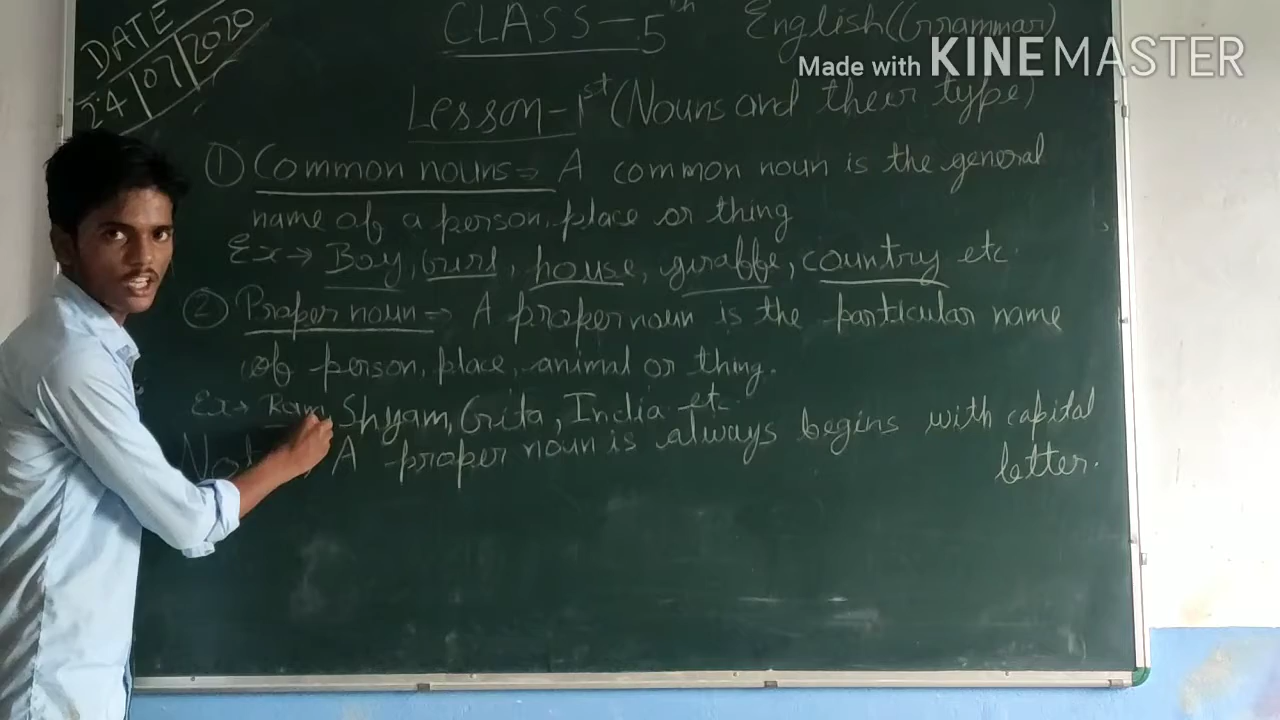 DATE
24/07/2020
CLASS-5th English (Grammar)
Made with KINEMASTER
Lesson-1st (Nouns and their type)
① Common nouns⇒ A common noun is the general
name of a person, place or thing
Ex→ Boy, Gurl, house, giraffe, country etc.
② Proper noun⇒ A proper noun is the particular name
of person, place, animal or thing.
Ex→ Ram, Shyam, Grita, India etc
A proper noun is always begins with capital
letter.